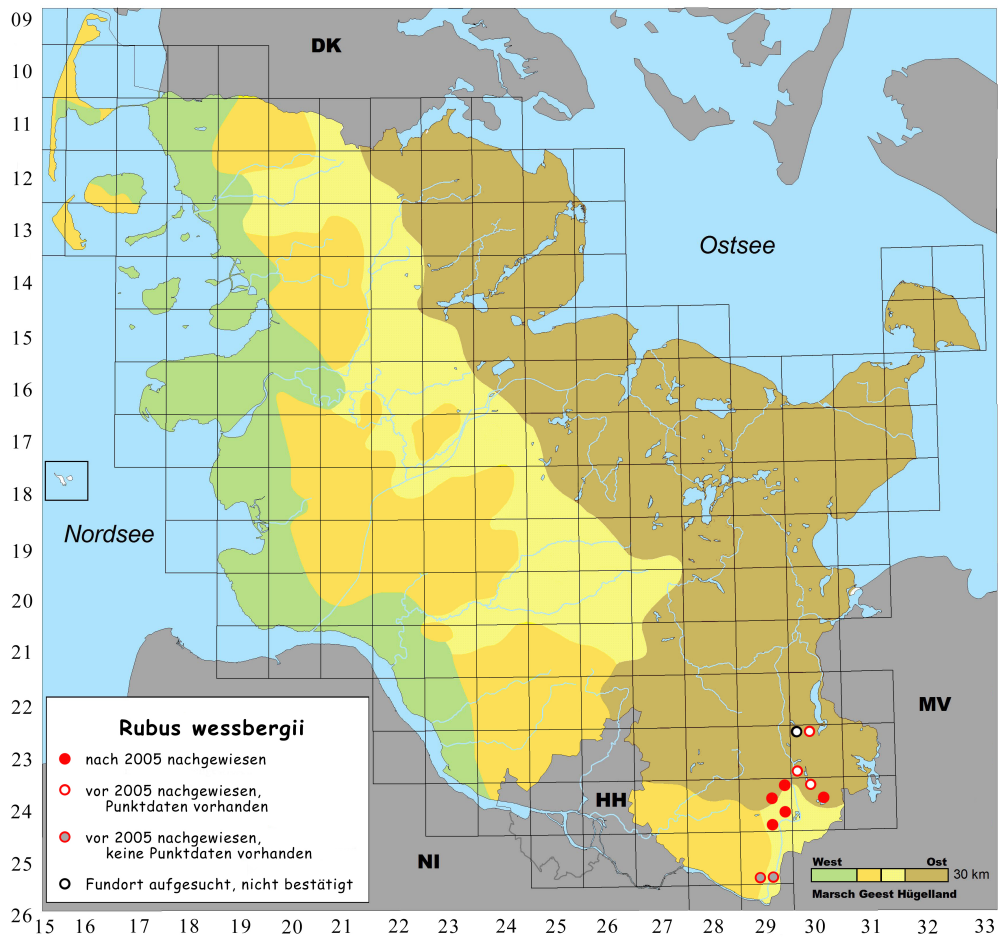 09
10
11
12
13
14
15
16
17
18
19
20
21
22
23
24
25
26
DK
Ostsee
Nordsee
MV
HH
NI
Rubus wessbergii
nach 2005 nachgewiesen
vor 2005 nachgewiesen,
Punktdaten vorhanden
vor 2005 nachgewiesen,
keine Punktdaten vorhanden
Fundort aufgesucht, nicht bestätigt
West Ost
30 km
Marsch Geest Hügelland
15 16 17 18 19 20 21 22 23 24 25 26 27 28 29 30 32 33